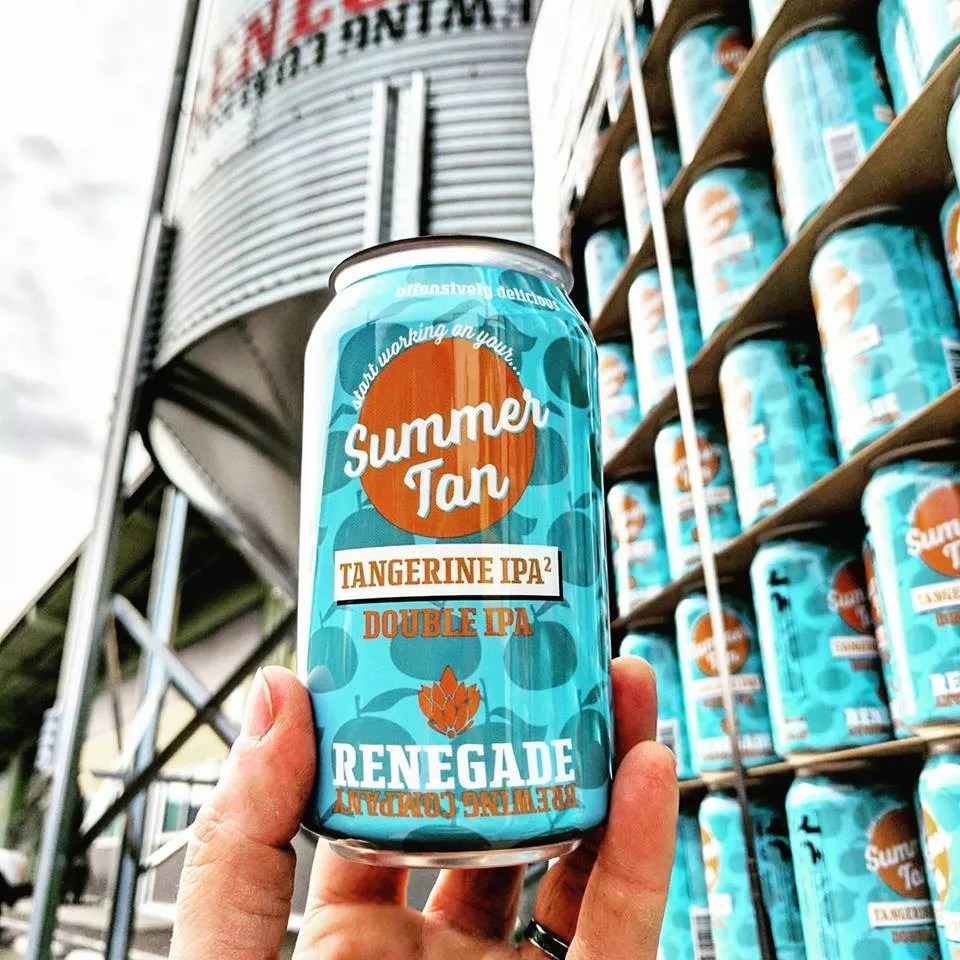 offensively delicious
start working on your...
Summer
Tan
TANGERINE IPA²
DOUBLE IPA
RENEGADE
BREWING COMPANY